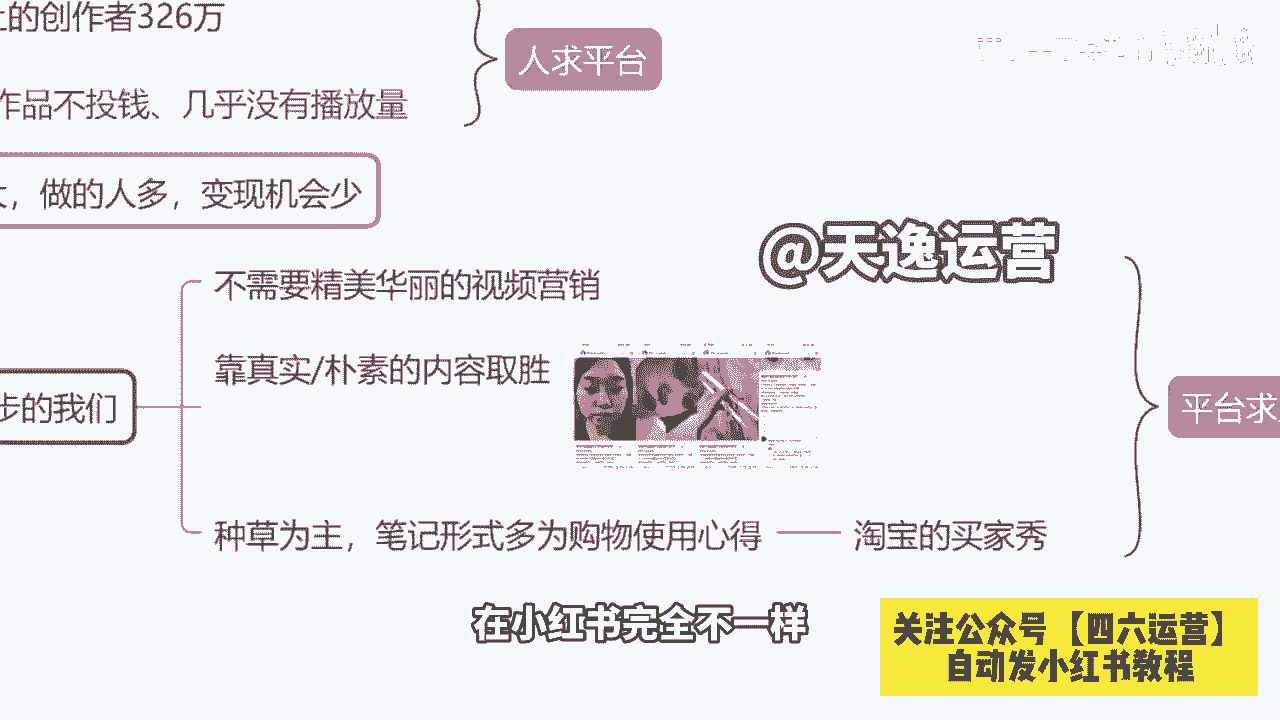 上的创作者326万
人求平台
作品不投钱、几乎没有播放量
大，做的人多，变现机会少
@天逸运营
不需要精美华丽的视频营销
靠真实/朴素的内容取胜
步的我们
平台求
种草为主，笔记形式多为购物使用心得
淘宝的买家秀
在小红书完全不一样
关注公众号【四六运营】
自动发小红书教程